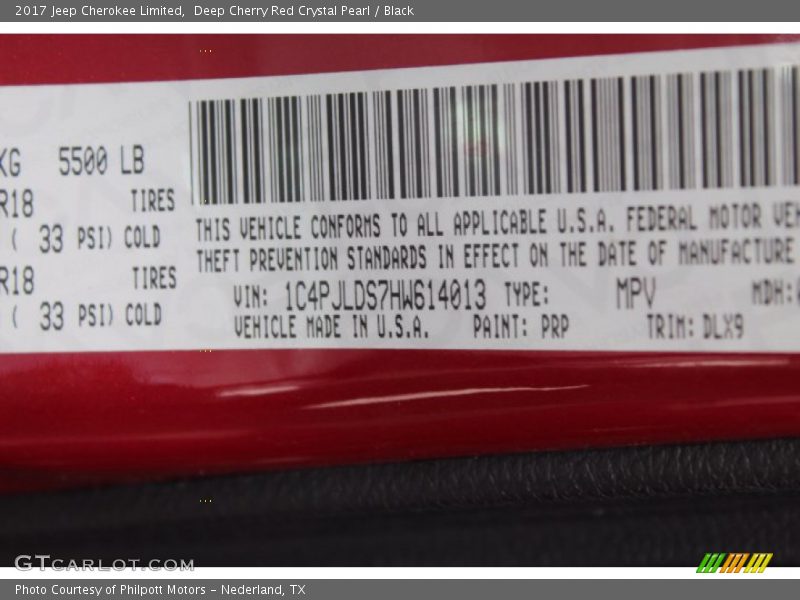 2017 Jeep Cherokee Limited, Deep Cherry Red Crystal Pearl / Black
KG 5500 LB
R18 TIRES
( 33 PSI) COLD
R18 TIRES
( 33 PSI) COLD
THIS VEHICLE CONFORMS TO ALL APPLICABLE U.S.A. FEDERAL MOTOR VEH
THEFT PREVENTION STANDARDS IN EFFECT ON THE DATE OF MANUFACTURE
VIN: 1C4PJLDS7HW614013 TYPE: MPV MDH:
VEHICLE MADE IN U.S.A. PAINT: PRP TRIM: DLX9
GTCARLOT.COM
Photo Courtesy of Philpott Motors - Nederland, TX